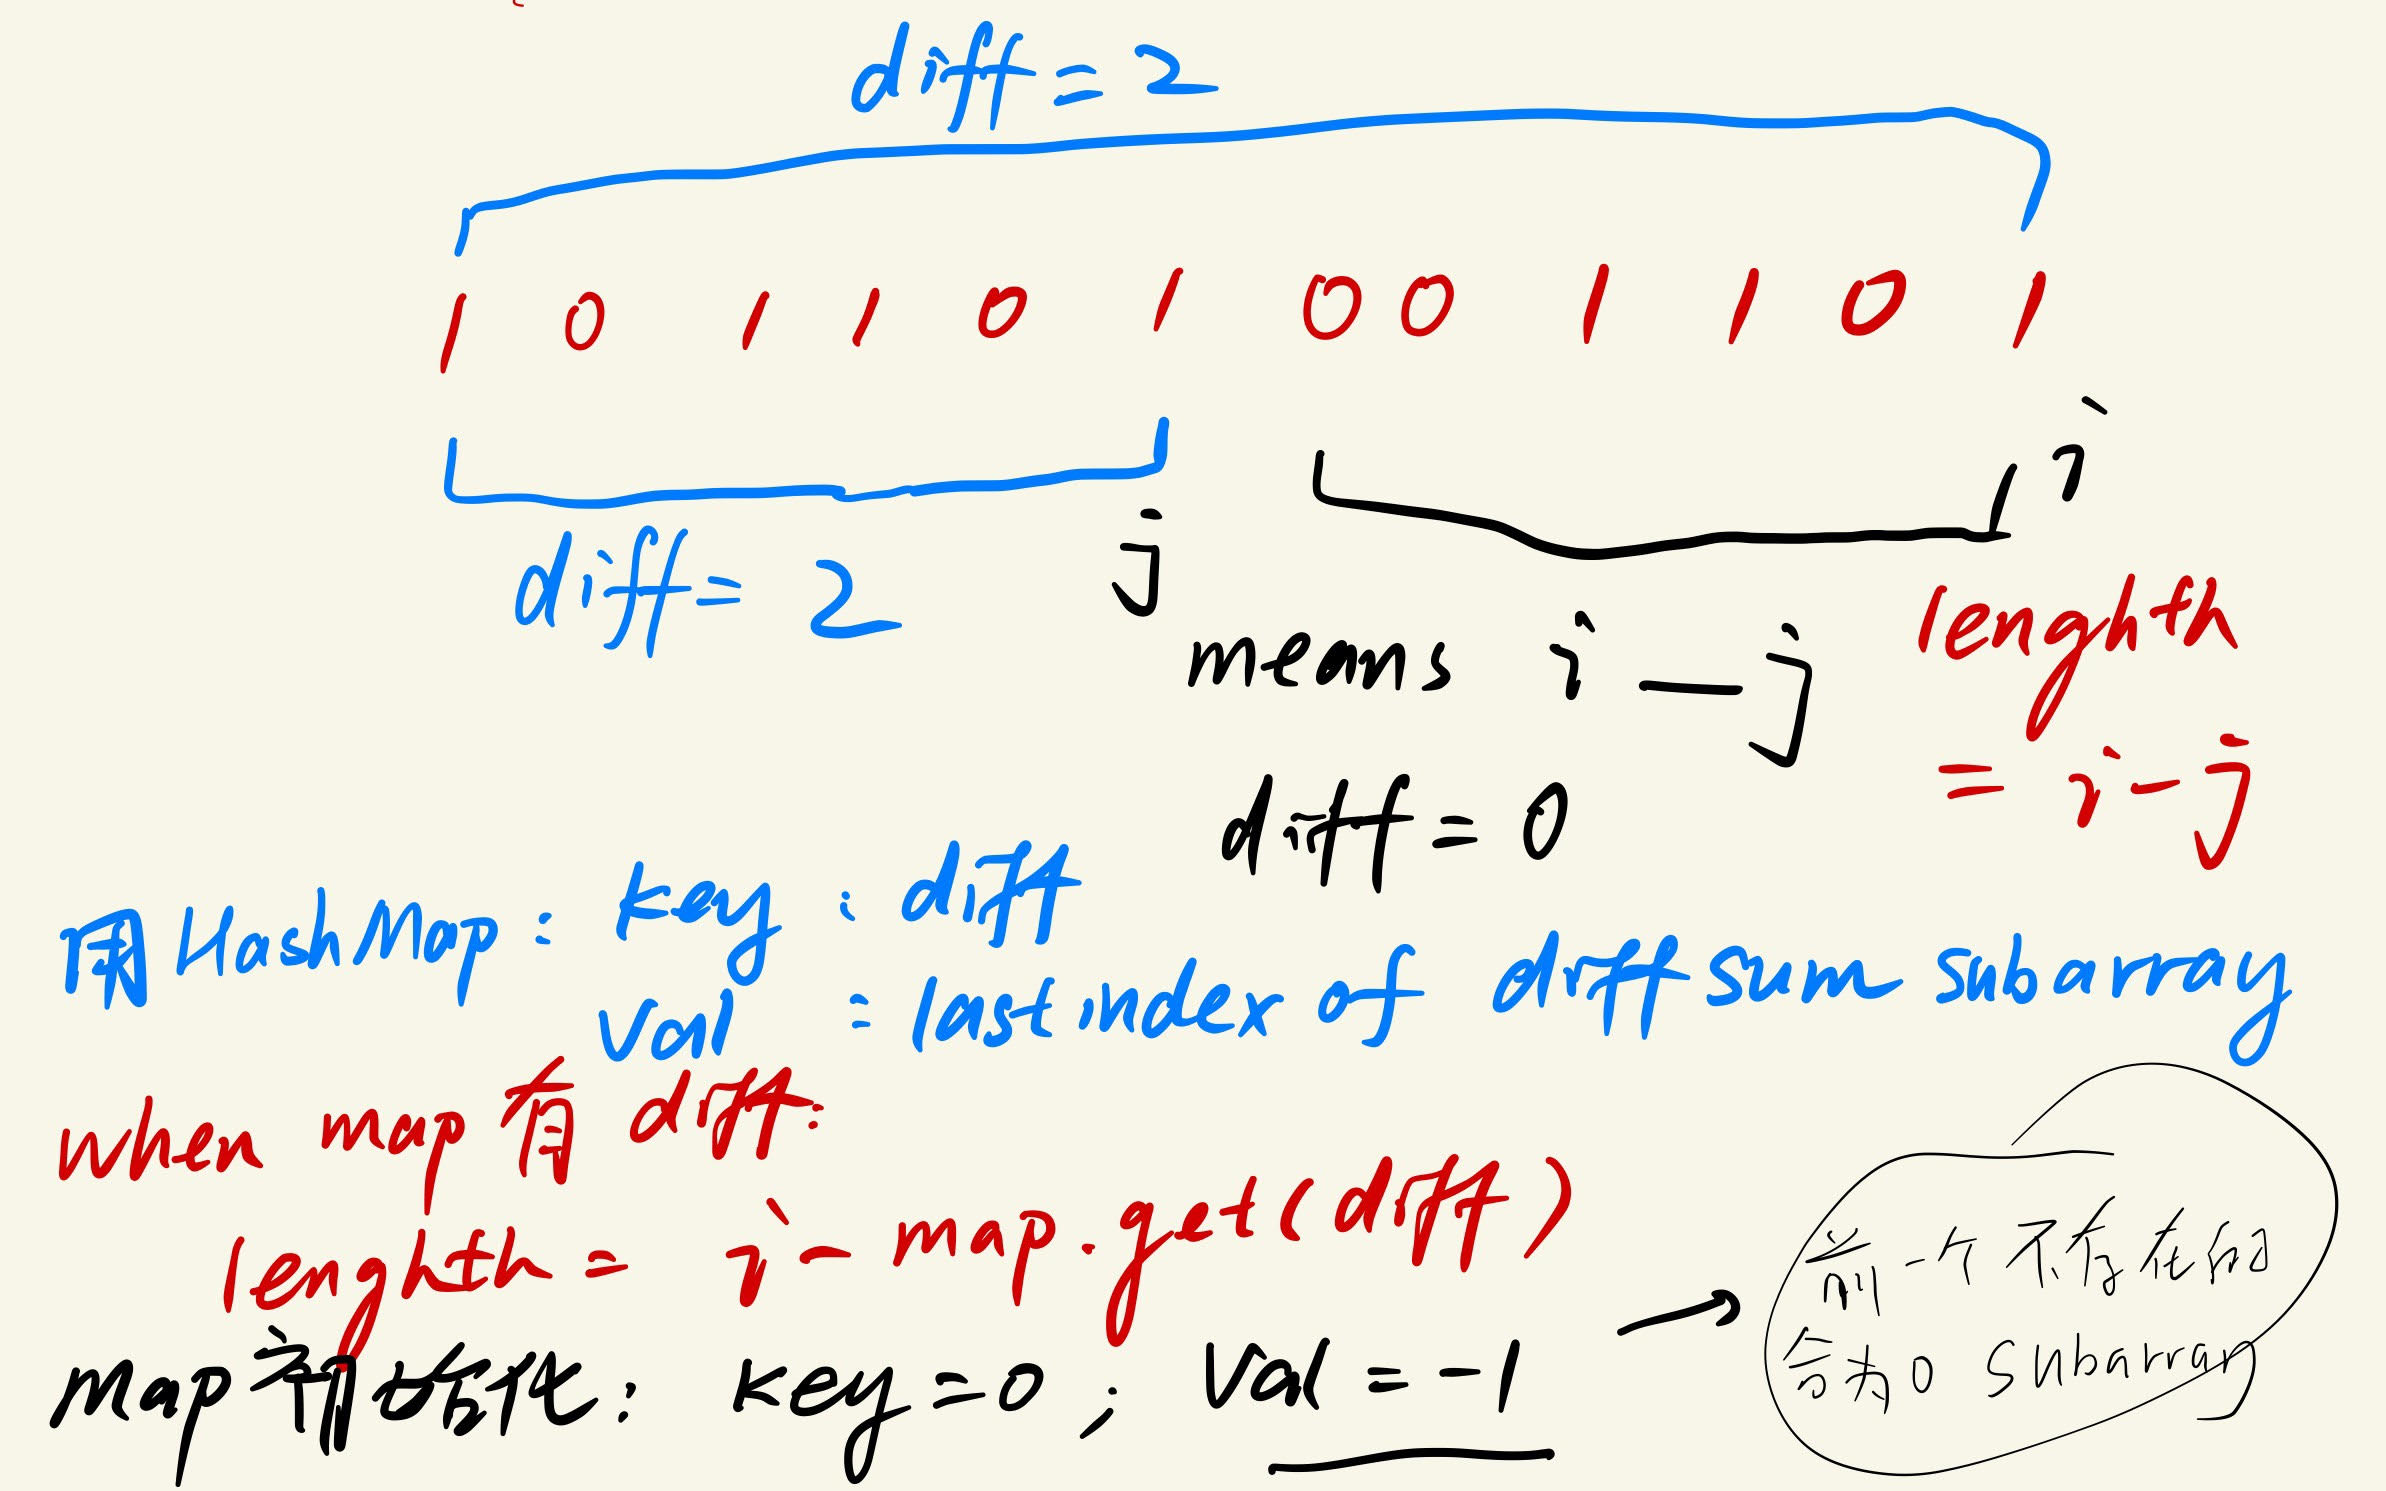 diff = 2
1 0 1 1 0 1 0 0 1 1 0 1
i
j
diff = 2
means i — j
diff = 0
lenghth
= i - j
用 HashMap : key : diff
val : last index of diff sum subarray
when map 有 diff:
lenghth = i - map.get(diff)
map 初始化: key = 0 ; val = -1 →
前一个不存在的
合为0 subarray